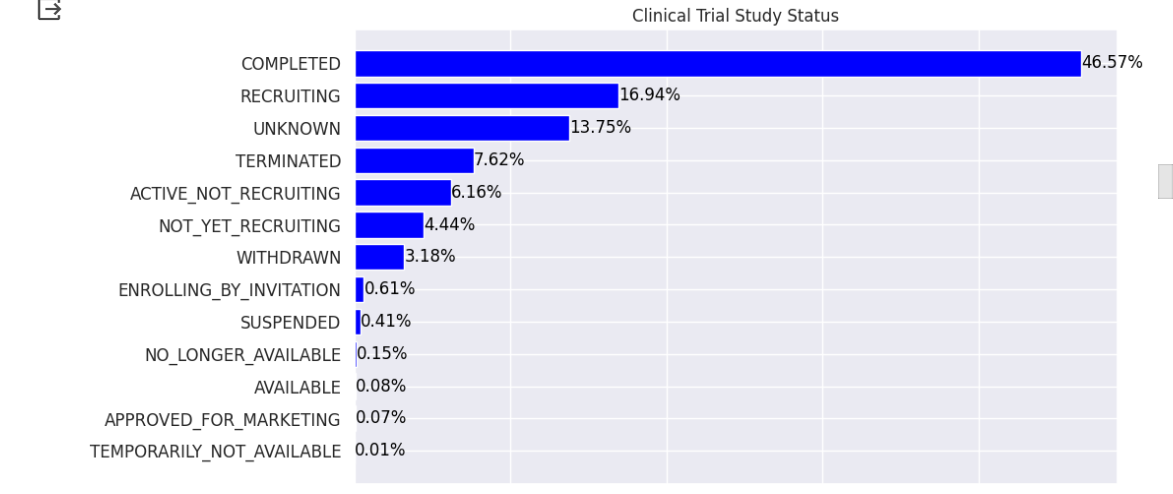 Clinical Trial Study Status
COMPLETED 46.57%
RECRUITING 16.94%
UNKNOWN 13.75%
TERMINATED 7.62%
ACTIVE_NOT_RECRUITING 6.16%
NOT_YET_RECRUITING 4.44%
WITHDRAWN 3.18%
ENROLLING_BY_INVITATION 0.61%
SUSPENDED 0.41%
NO_LONGER_AVAILABLE 0.15%
AVAILABLE 0.08%
APPROVED_FOR_MARKETING 0.07%
TEMPORARILY_NOT_AVAILABLE 0.01%